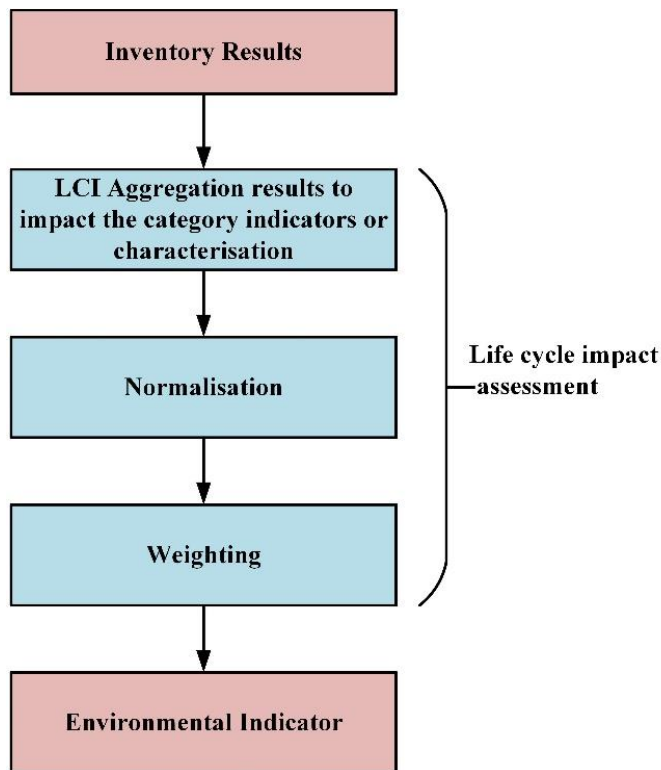 Inventory Results
LCI Aggregation results to
impact the category indicators or
characterisation
Normalisation
Life cycle impact
assessment
Weighting
Environmental Indicator